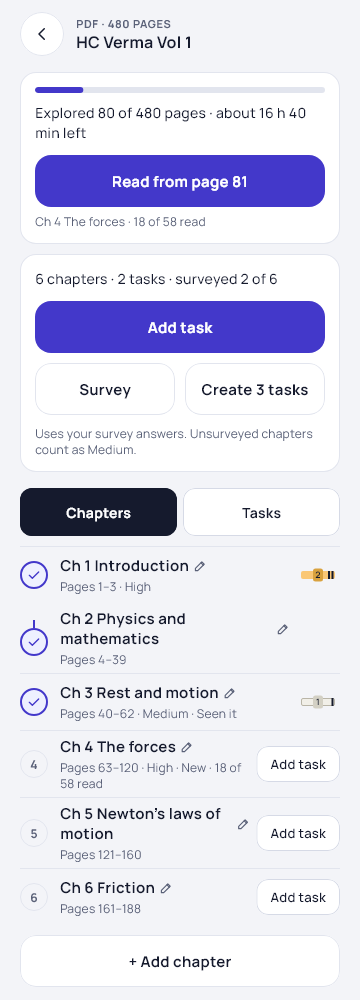 PDF · 480 PAGES
HC Verma Vol 1
Explored 80 of 480 pages · about 16 h 40
min left
Read from page 81
Ch 4 The forces · 18 of 58 read
6 chapters · 2 tasks · surveyed 2 of 6
Add task
Survey
Create 3 tasks
Uses your survey answers. Unsurveyed chapters
count as Medium.
Chapters
Tasks
Ch 1 Introduction
Pages 1–3 · High
2
Ch 2 Physics and
mathematics
Pages 4–39
Ch 3 Rest and motion
Pages 40–62 · Medium · Seen it
1
4
Ch 4 The forces
Pages 63–120 · High · New · 18 of
58 read
Add task
5
Ch 5 Newton's laws of
motion
Pages 121–160
Add task
6
Ch 6 Friction
Pages 161–188
Add task
+ Add chapter